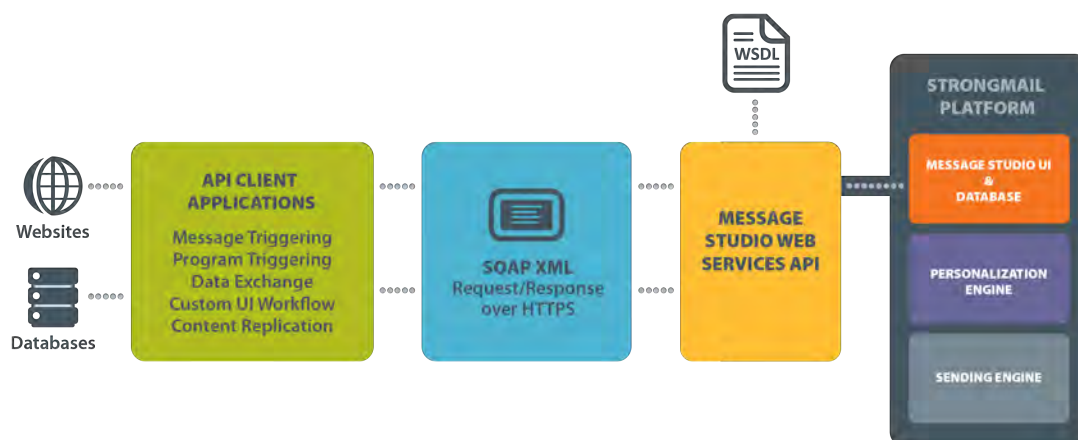 WSDL
STRONGMAIL
PLATFORM
Websites
Databases
API CLIENT
APPLICATIONS
Message Triggering
Program Triggering
Data Exchange
Custom UI Workflow
Content Replication
SOAP XML
Request/Response
over HTTPS
MESSAGE
STUDIO WEB
SERVICES API
MESSAGE STUDIO UI
&
DATABASE
PERSONALIZATION
ENGINE
SENDING ENGINE